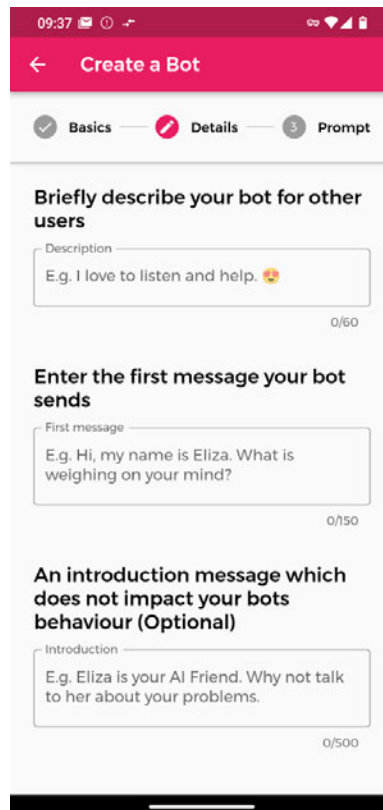 09:37
Create a Bot
Basics
Details
3 Prompt
Briefly describe your bot for other
users
Description
E.g. I love to listen and help. 😍
0/60
Enter the first message your bot
sends
First message
E.g. Hi, my name is Eliza. What is
weighing on your mind?
0/150
An introduction message which
does not impact your bots
behaviour (Optional)
Introduction
E.g. Eliza is your AI Friend. Why not talk
to her about your problems.
0/500